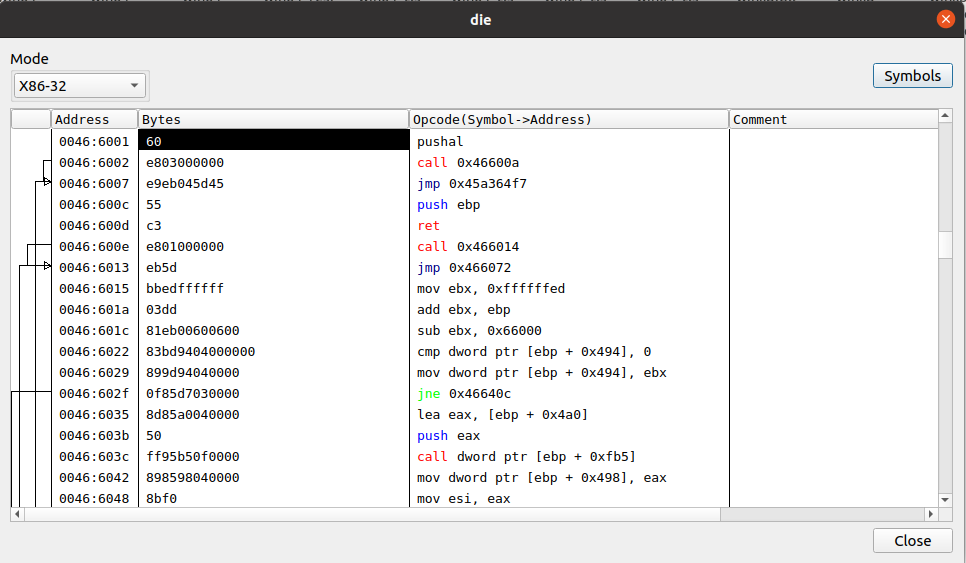 die
Mode
X86-32
Symbols
Address Bytes Opcode(Symbol->Address) Comment
0046:6001 60 pushal
0046:6002 e803000000 call 0x46600a
0046:6007 e9eb045d45 jmp 0x45a364f7
0046:600c 55 push ebp
0046:600d c3 ret
0046:600e e801000000 call 0x466014
0046:6013 eb5d jmp 0x466072
0046:6015 bbedffffff mov ebx, 0xffffffed
0046:601a 03dd add ebx, ebp
0046:601c 81eb00600600 sub ebx, 0x66000
0046:6022 83bd9404000000 cmp dword ptr [ebp + 0x494], 0
0046:6029 899d94040000 mov dword ptr [ebp + 0x494], ebx
0046:602f 0f85d7030000 jne 0x46640c
0046:6035 8d85a0040000 lea eax, [ebp + 0x4a0]
0046:603b 50 push eax
0046:603c ff95b50f0000 call dword ptr [ebp + 0xfb5]
0046:6042 898598040000 mov dword ptr [ebp + 0x498], eax
0046:6048 8bf0 mov esi, eax
Close